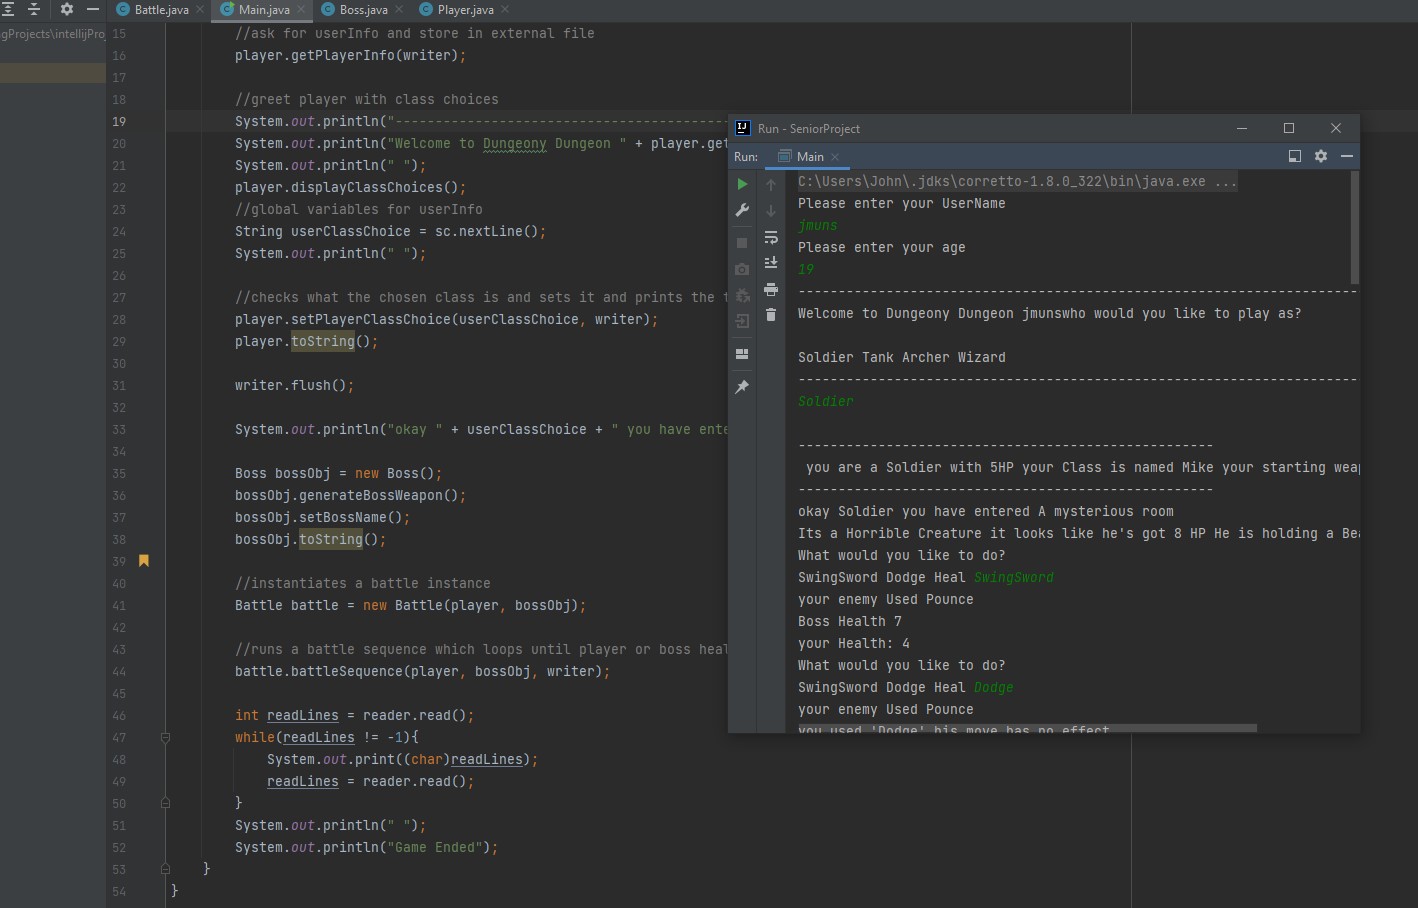 Battle.java
Main.java
Boss.java
Player.java
gProjects\intellijPro
15 //ask for userInfo and store in external file
16 player.getPlayerInfo(writer);
17
18 //greet player with class choices
19 System.out.println("------------------------------------------
20 System.out.println("Welcome to Dungeony Dungeon " + player.get
21 System.out.println(" ");
22 player.displayClassChoices();
23 //global variables for userInfo
24 String userClassChoice = sc.nextLine();
25 System.out.println(" ");
26
27 //checks what the chosen class is and sets it and prints the t
28 player.setPlayerClassChoice(userClassChoice, writer);
29 player.toString();
30
31 writer.flush();
32
33 System.out.println("okay " + userClassChoice + " you have ente
34
35 Boss bossObj = new Boss();
36 bossObj.generateBossWeapon();
37 bossObj.setBossName();
38 bossObj.toString();
39
40 //instantiates a battle instance
41 Battle battle = new Battle(player, bossObj);
42
43 //runs a battle sequence which loops until player or boss heal
44 battle.battleSequence(player, bossObj, writer);
45
46 int readLines = reader.read();
47 while(readLines != -1){
48 System.out.print((char)readLines);
49 readLines = reader.read();
50 }
51 System.out.println(" ");
52 System.out.println("Game Ended");
53 }
54 }
Run - SeniorProject
Run: Main
C:\Users\John\.jdks\corretto-1.8.0_322\bin\java.exe ...
Please enter your UserName
jmuns
Please enter your age
19
----------------------------------------------------------------------
Welcome to Dungeony Dungeon jmunswho would you like to play as?
Soldier Tank Archer Wizard
----------------------------------------------------------------------
Soldier
----------------------------------------------------
you are a Soldier with 5HP your Class is named Mike your starting weap
----------------------------------------------------
okay Soldier you have entered A mysterious room
Its a Horrible Creature it looks like he's got 8 HP He is holding a Bea
What would you like to do?
SwingSword Dodge Heal SwingSword
your enemy Used Pounce
Boss Health 7
your Health: 4
What would you like to do?
SwingSword Dodge Heal Dodge
your enemy Used Pounce
you used 'Dodge' his move has no effect